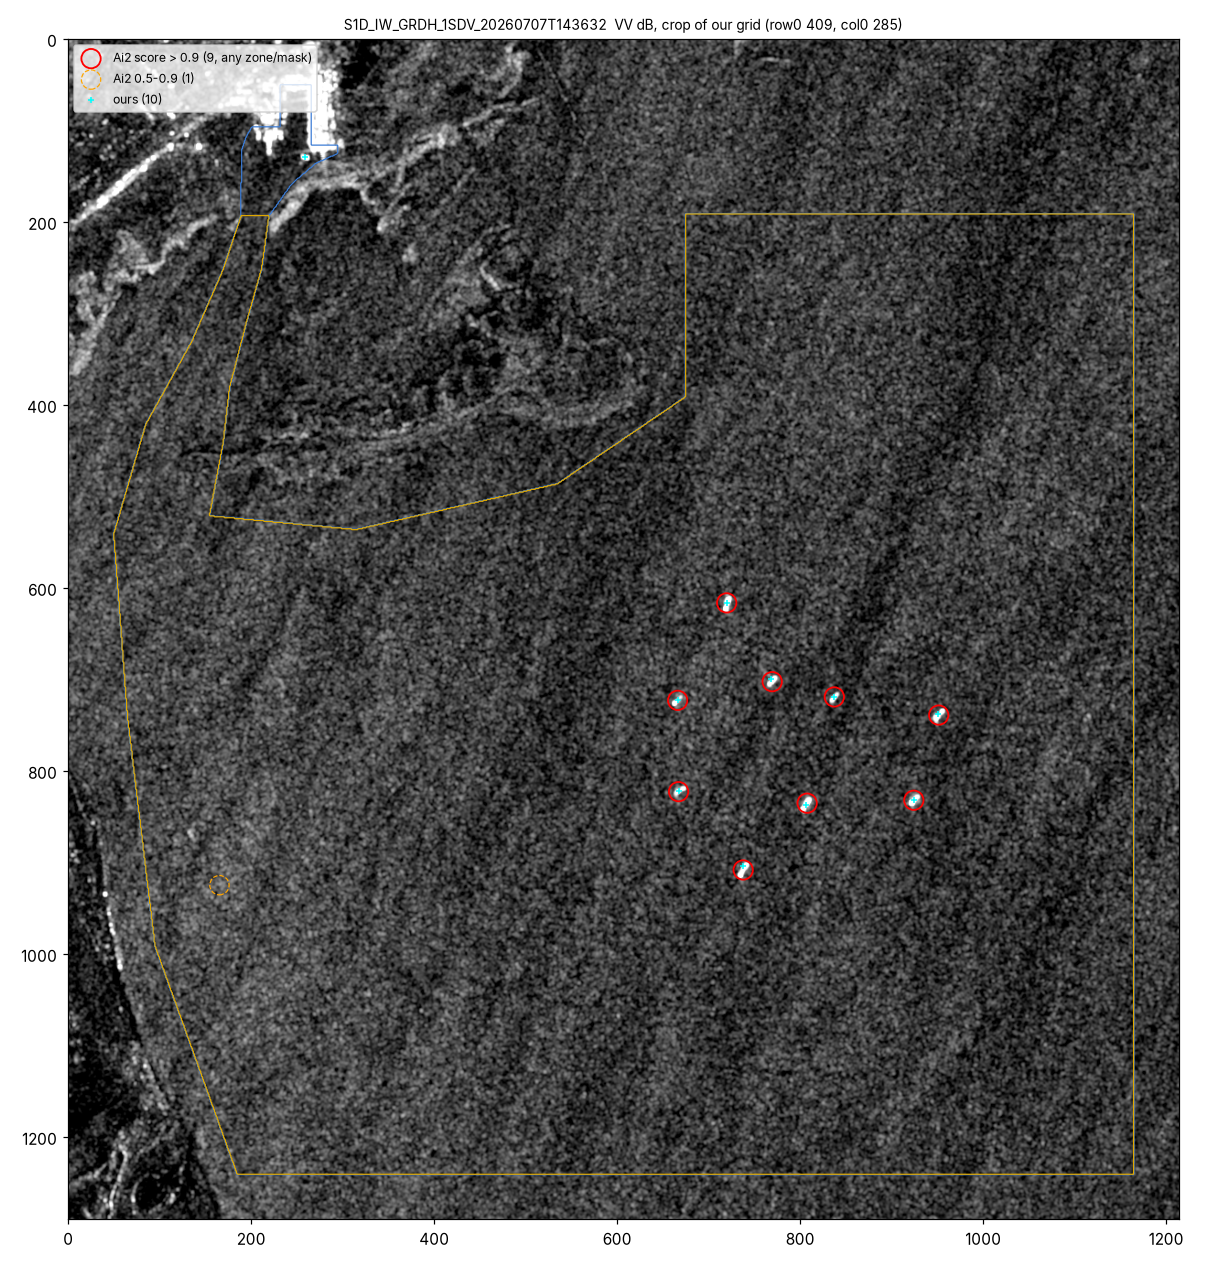 S1D_IW_GRDH_1SDV_20260707T143632  VV dB, crop of our grid (row0 409, col0 285)
Ai2 score > 0.9 (9, any zone/mask)
Ai2 0.5-0.9 (1)
ours (10)
0
200
400
600
800
1000
1200
0 200 400 600 800 1000 1200